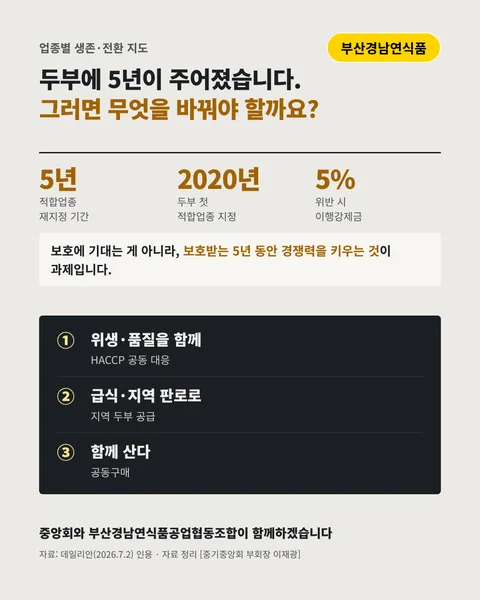 업종별 생존·전환 지도
부산경남연식품
두부에 5년이 주어졌습니다.
그러면 무엇을 바꿔야 할까요?
5년
적합업종
재지정 기간
2020년
두부 첫
적합업종 지정
5%
위반 시
이행강제금
보호에 기대는 게 아니라, 보호받는 5년 동안 경쟁력을 키우는 것이
과제입니다.
① 위생·품질을 함께
HACCP 공동 대응
② 급식·지역 판로로
지역 두부 공급
③ 함께 산다
공동구매
중앙회와 부산경남연식품공업협동조합이 함께하겠습니다
자료: 데일리안(2026.7.2) 인용 · 자료 정리 [중기중앙회 부회장 이재광]